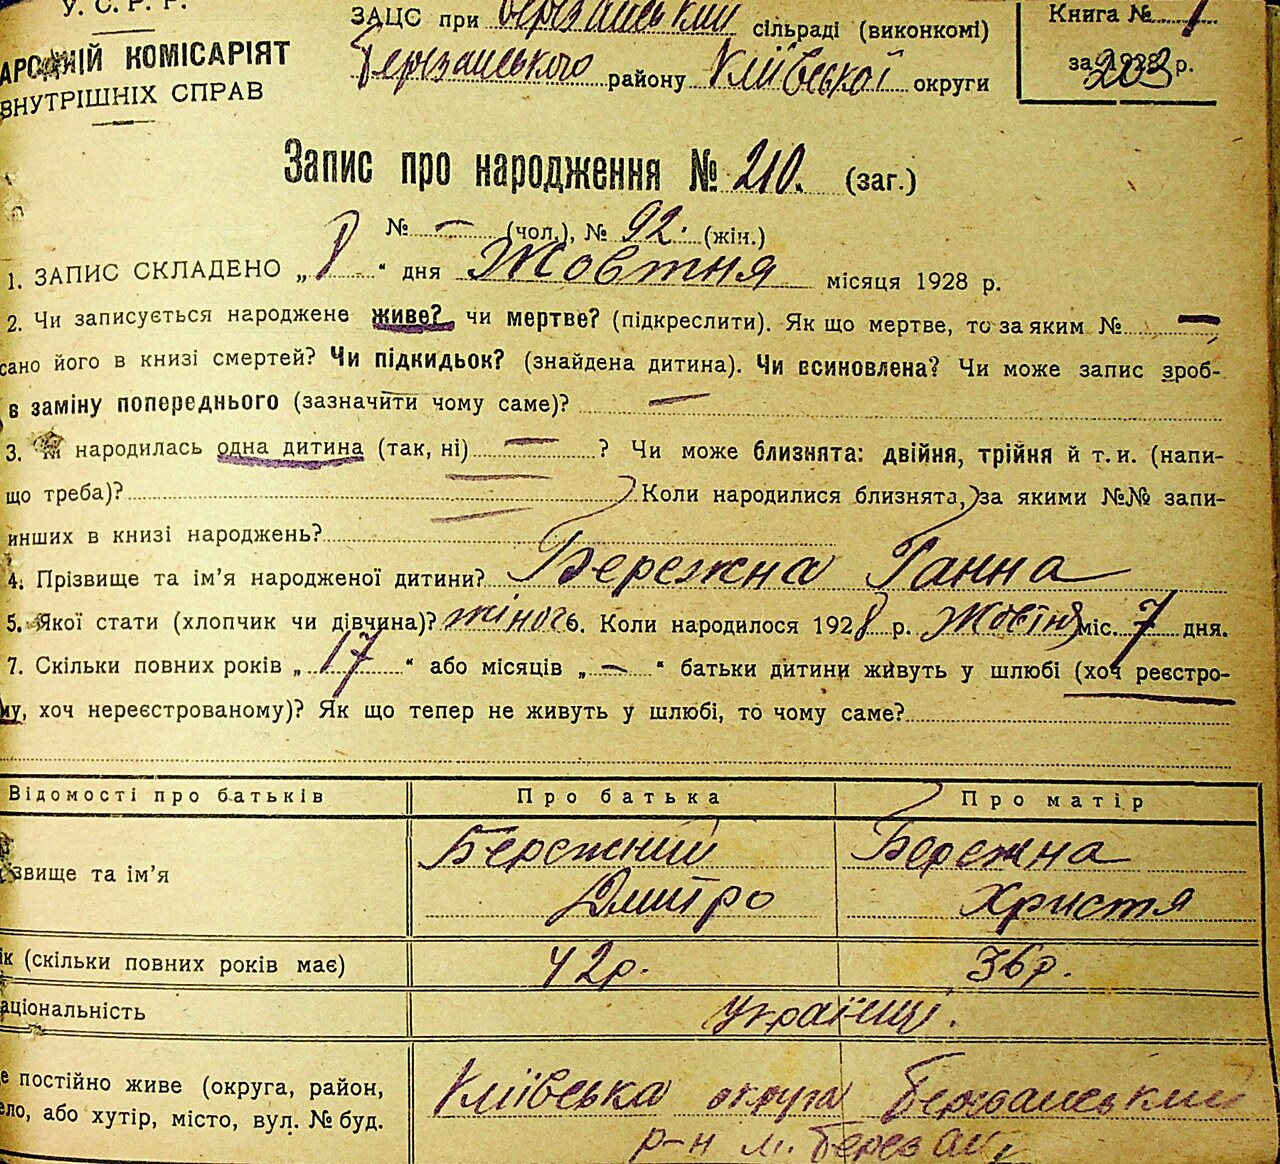 У. С. Р. Р.
АРОДНІЙ КОМІСАРІЯТ
ВНУТРІШНІХ СПРАВ
ЗАЦС при Березанський сільраді (виконкомі)
Березанського району Київської округи
Книга № 1
за 1928 р.
203
Запис про народження № 210. (заг.)
№ — (чол.), № 92. (жін.)
1. ЗАПИС СКЛАДЕНО „ “ дня Жовтня місяця 1928 р.
2. Чи записується народжене живе? чи мертве? (підкреслити). Як що мертве, то за яким № —
сано його в книзі смертей? Чи підкидьок? (знайдена дитина). Чи всиновлена? Чи може запис зроб-
в заміну попереднього (зазначити чому саме)? —
3. народилась одна дитина (так, ні) — ? Чи може близнята: двійня, трійня й т. и. (напи-
що треба)? Коли народилися близнята, за якими №№ запи-
инших в книзі народжень?
4. Прізвище та ім’я народженої дитини? Бережна Ганна
5. Якої стати (хлопчик чи дівчина)? жіноч 6. Коли народилося 1928 р. Жовтня міс. 7 дня.
7. Скільки повних років „ 17 “ або місяців „ — “ батьки дитини живуть у шлюбі (хоч реєстро-
му, хоч нереєстрованому)? Як що тепер не живуть у шлюбі, то чому саме?
Відомості про батьків Про батька Про матір
звище та ім’я Бережний Дмитро Бережна Христя
ік (скільки повних років має) 42р. 36р.
аціональність українці.
е постійно живе (округа, район, Київська округа Березанський
ело, або хутір, місто, вул. № буд. р-н м. Березань